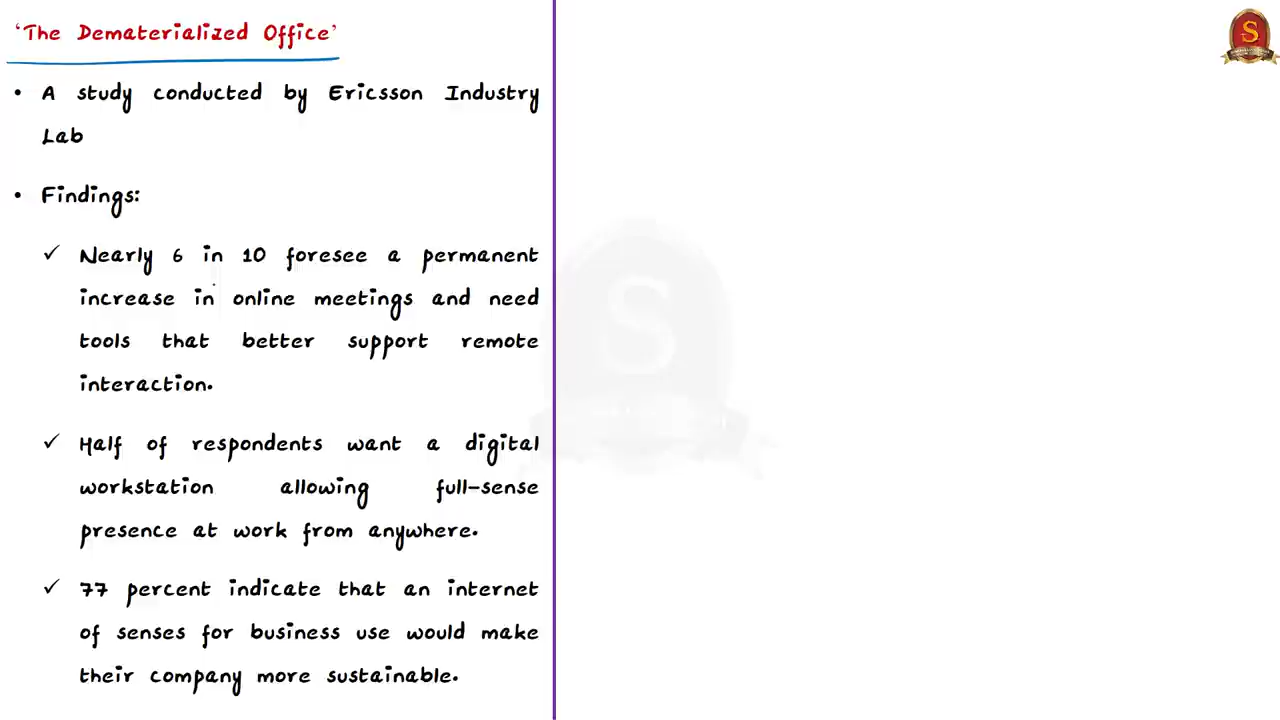 ‘The Dematerialized Office’
• A study conducted by Ericsson Industry
Lab
• Findings:
✓ Nearly 6 in 10 foresee a permanent
increase in online meetings and need
tools that better support remote
interaction.
✓ Half of respondents want a digital
workstation allowing full-sense
presence at work from anywhere.
✓ 77 percent indicate that an internet
of senses for business use would make
their company more sustainable.
S
S